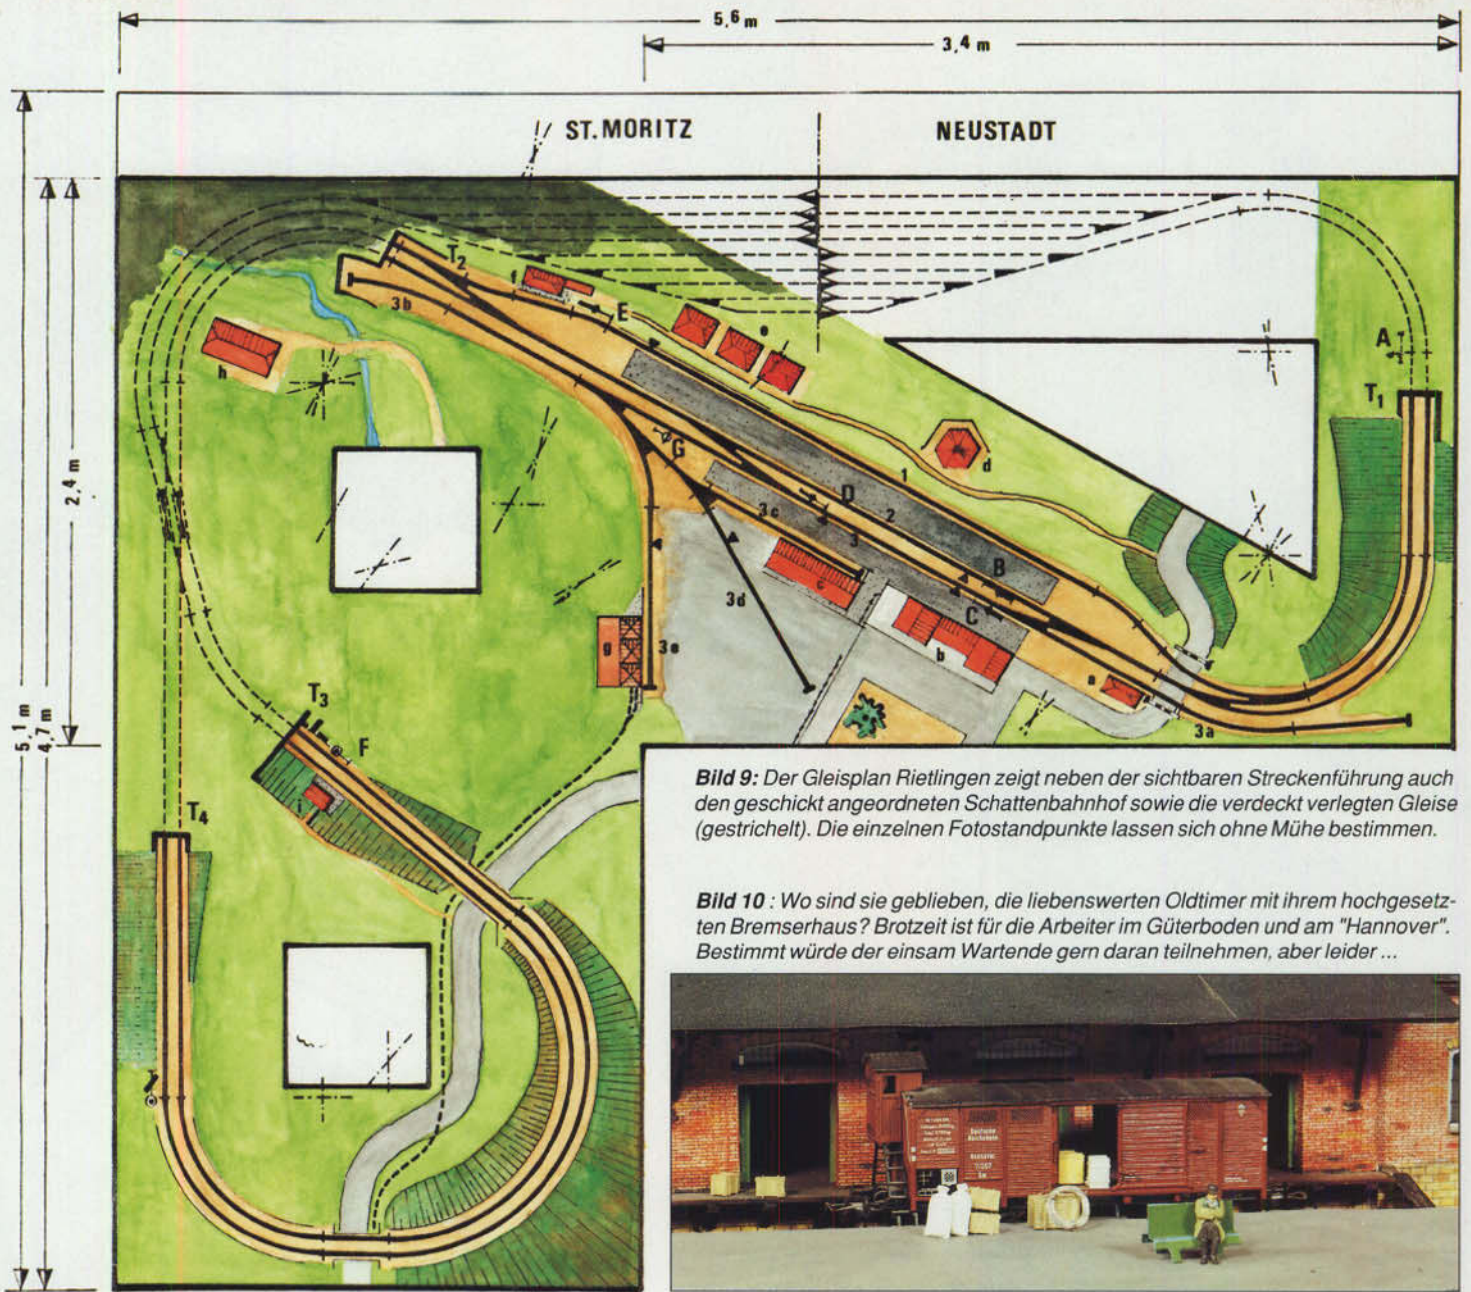 5,6 m
3,4 m
ST. MORITZ
NEUSTADT
5,1 m
4,7 m
2,4 m
T2
f
E
3b
e
A
h
T1
G
d
1
D
2
3c
3
B
c
3d
C
g
3e
b
a
3a
T3
F
i
T4
Bild 9: Der Gleisplan Rietlingen zeigt neben der sichtbaren Streckenführung auch
den geschickt angeordneten Schattenbahnhof sowie die verdeckt verlegten Gleise
(gestrichelt). Die einzelnen Fotostandpunkte lassen sich ohne Mühe bestimmen.
Bild 10 : Wo sind sie geblieben, die liebenswerten Oldtimer mit ihrem hochgesetz-
ten Bremserhaus? Brotzeit ist für die Arbeiter im Güterboden und am "Hannover".
Bestimmt würde der einsam Wartende gern daran teilnehmen, aber leider ...
Deutsche
Reichsbahn
Hannover